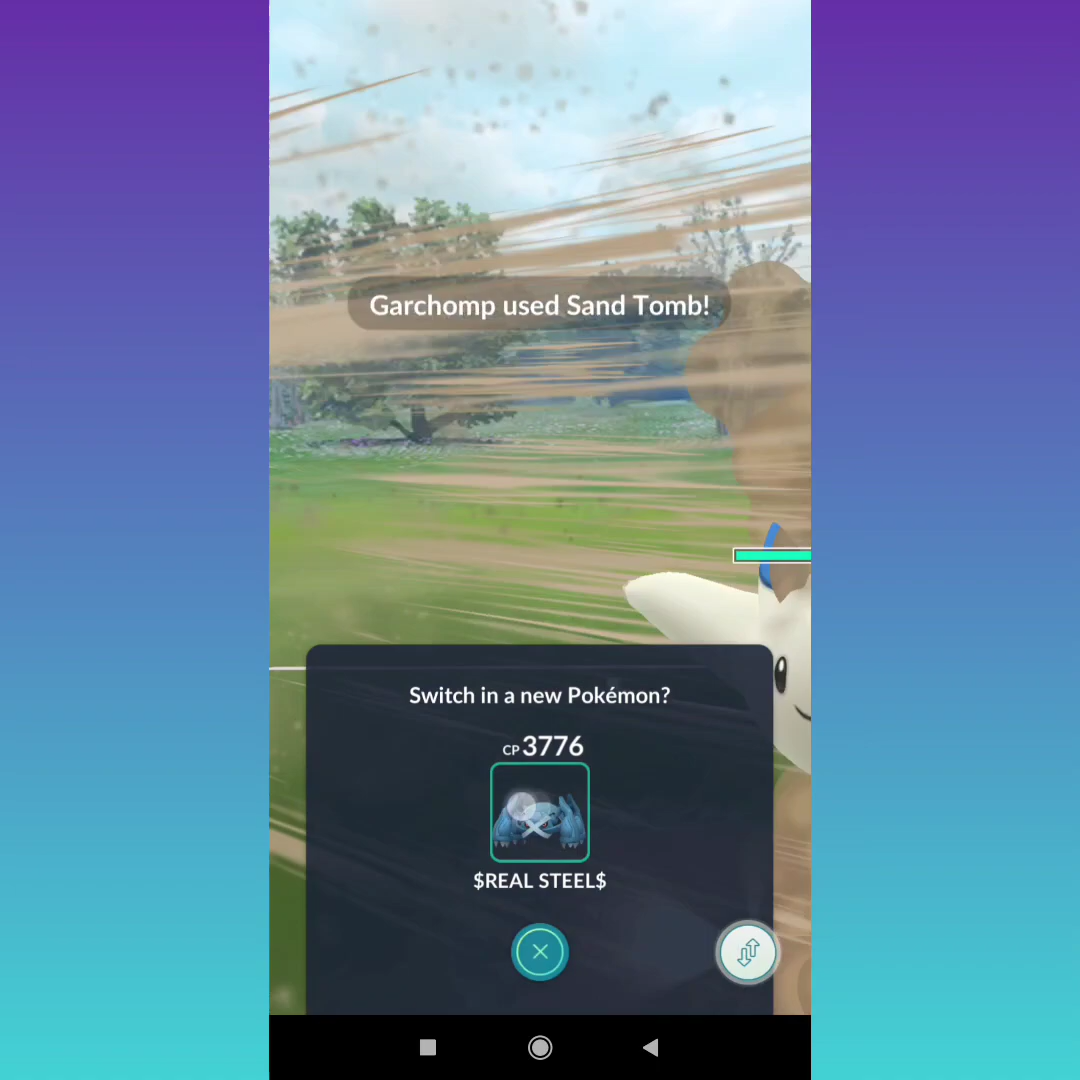 Garchomp used Sand Tomb!
Switch in a new Pokémon?
CP 3776
$REAL STEEL$